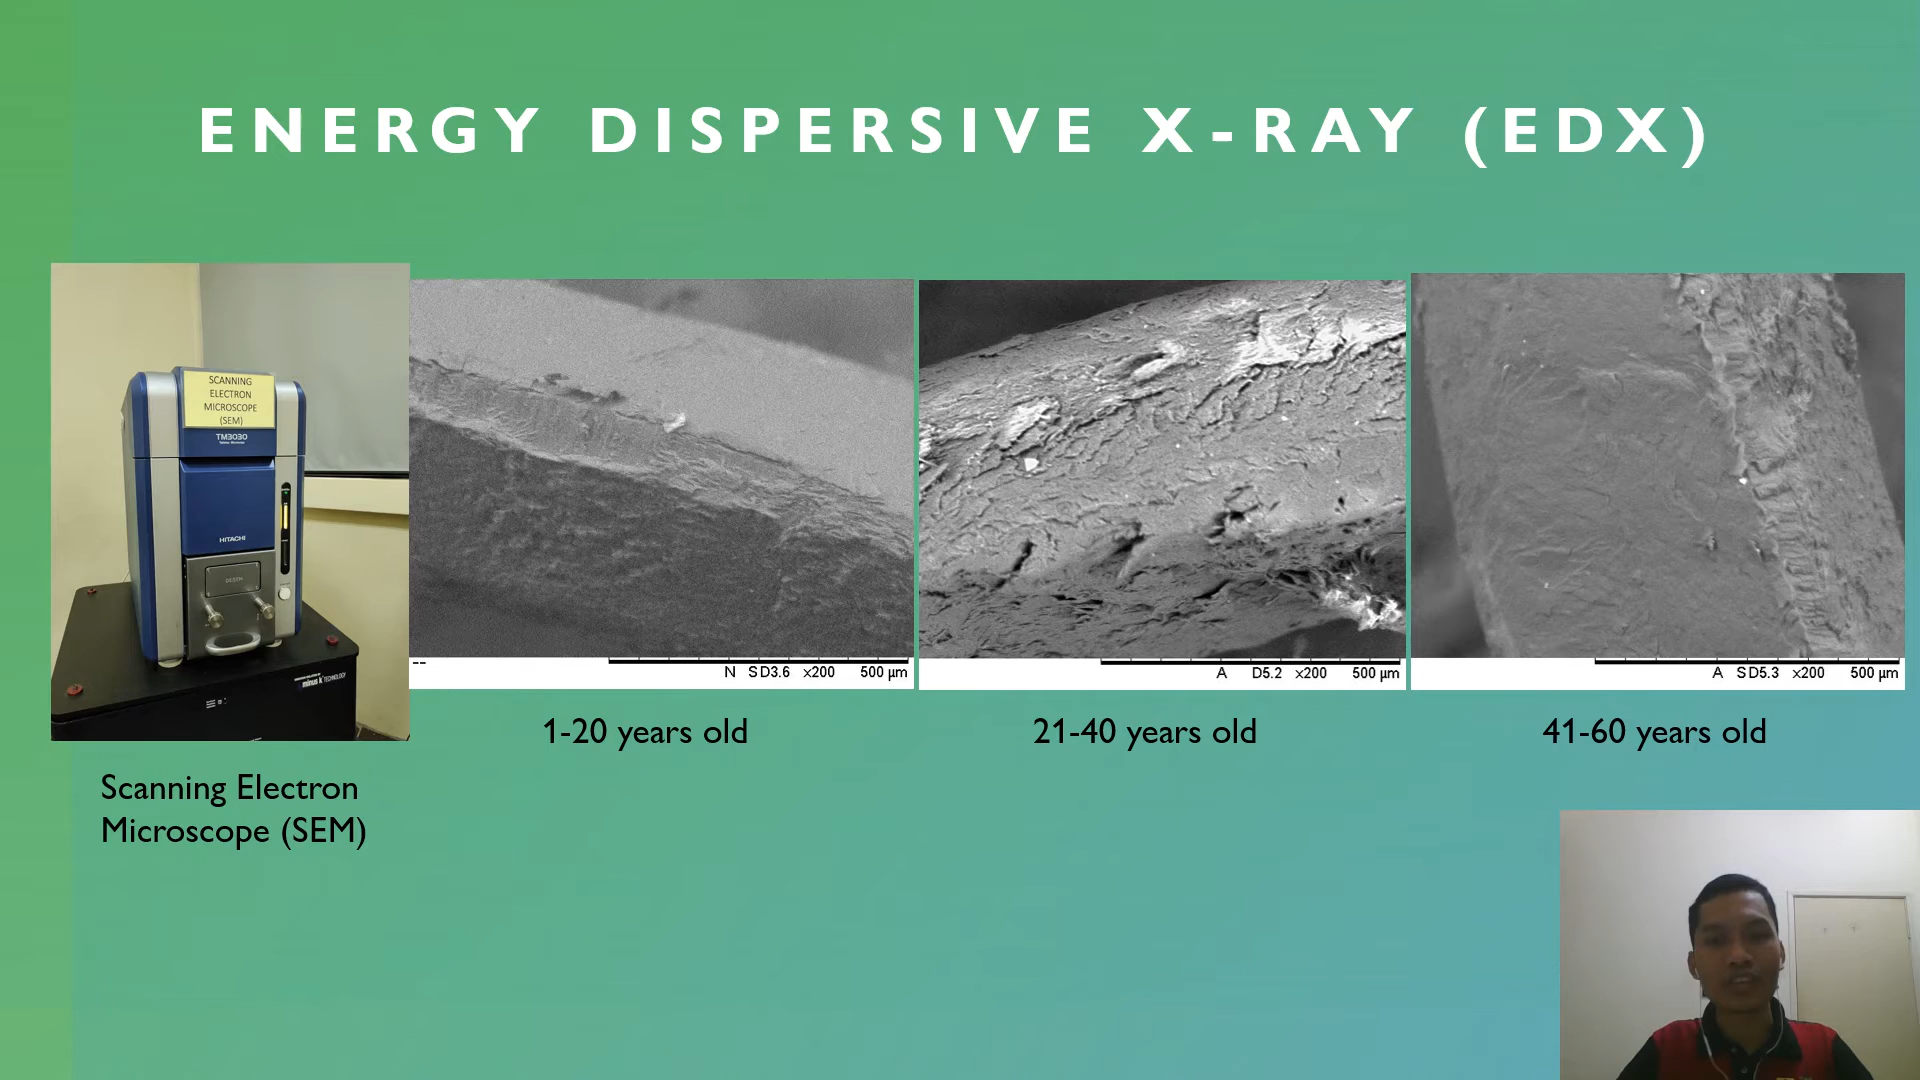 ENERGY DISPERSIVE X-RAY (EDX)
SCANNING
ELECTRON
MICROSCOPE
(SEM)
TM3030
HITACHI
minus k TECHNOLOGY
-- N SD3.6 x200 500 µm
A D5.2 x200 500 µm
A SD5.3 x200 500 µm
1-20 years old
21-40 years old
41-60 years old
Scanning Electron
Microscope (SEM)